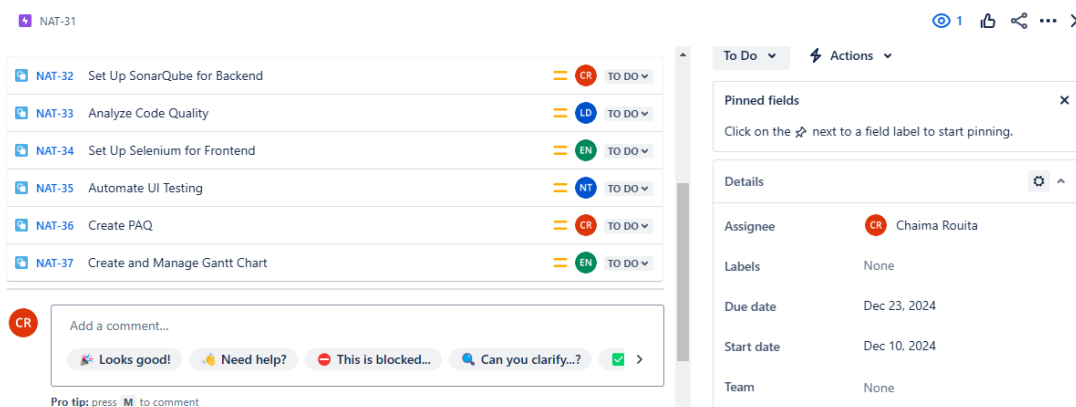 NAT-31
1
NAT-32 Set Up SonarQube for Backend CR TO DO
NAT-33 Analyze Code Quality LD TO DO
NAT-34 Set Up Selenium for Frontend EN TO DO
NAT-35 Automate UI Testing NT TO DO
NAT-36 Create PAQ CR TO DO
NAT-37 Create and Manage Gantt Chart EN TO DO
CR
Add a comment...
Looks good! Need help? This is blocked... Can you clarify...?
Pro tip: press M to comment
To Do Actions
Pinned fields
Click on the next to a field label to start pinning.
Details
Assignee CR Chaima Rouita
Labels None
Due date Dec 23, 2024
Start date Dec 10, 2024
Team None